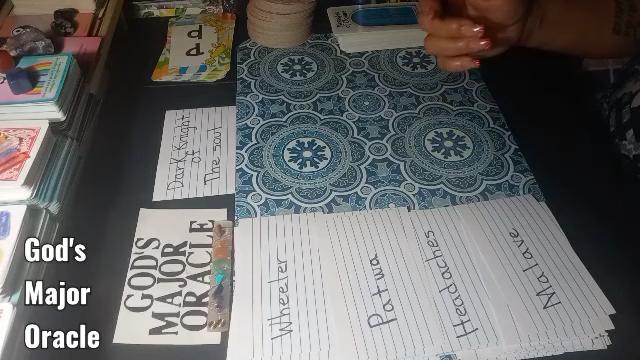 d
d
DarK Knight
of
The soul
GOD'S
MAJOR
ORACLE
Wheeler
Patwa
Headaches
Malave
God's
Major
Oracle